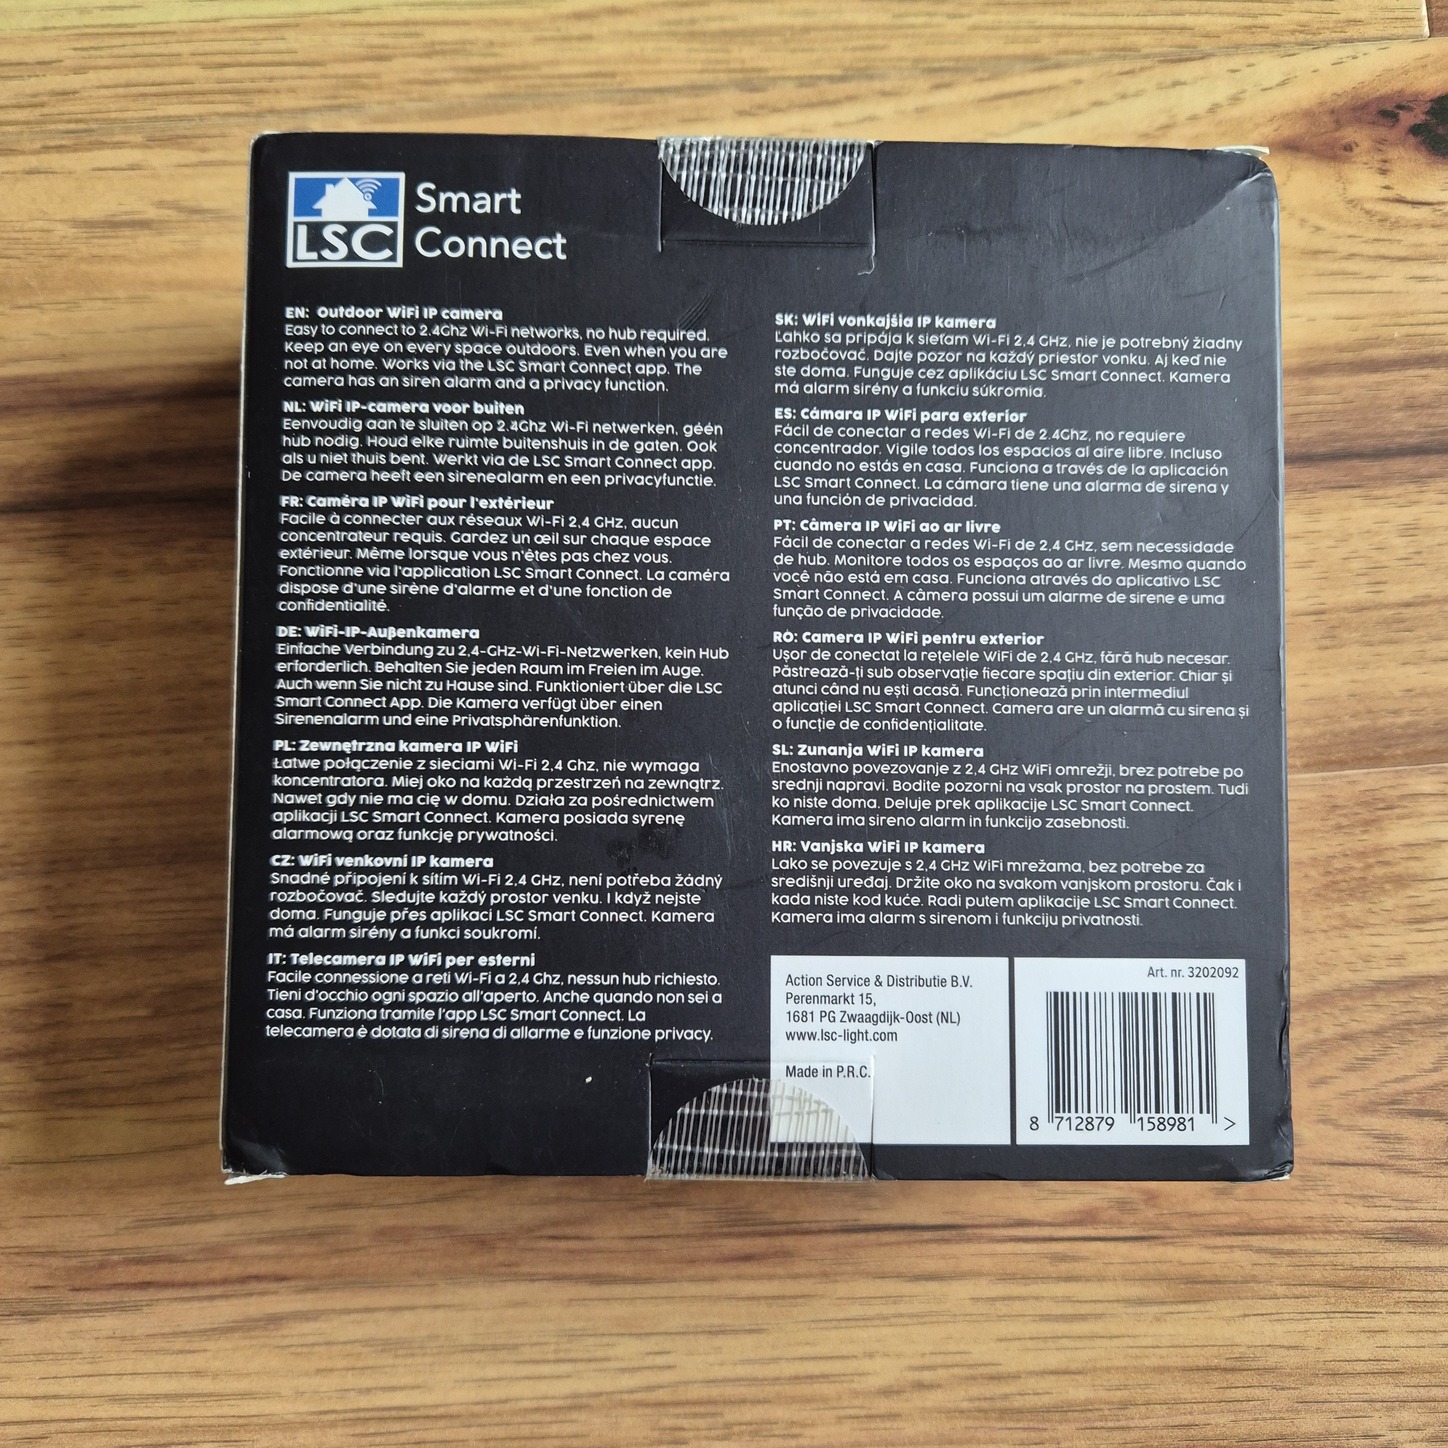 LSC
Smart
Connect
EN: Outdoor WiFi IP camera
Easy to connect to 2.4Ghz Wi-Fi networks, no hub required.
Keep an eye on every space outdoors. Even when you are
not at home. Works via the LSC Smart Connect app. The
camera has an siren alarm and a privacy function.
NL: WiFi IP-camera voor buiten
Eenvoudig aan te sluiten op 2.4Ghz Wi-Fi netwerken, géén
hub nodig. Houd elke ruimte buitenshuis in de gaten. Ook
als u niet thuis bent. Werkt via de LSC Smart Connect app.
De camera heeft een sirenealarm en een privacyfunctie.
FR: Caméra IP WiFi pour l'extérieur
Facile à connecter aux réseaux Wi-Fi 2,4 GHz, aucun
concentrateur requis. Gardez un œil sur chaque espace
extérieur. Même lorsque vous n'êtes pas chez vous.
Fonctionne via l'application LSC Smart Connect. La caméra
dispose d'une sirène d'alarme et d'une fonction de
confidentialité.
DE: WiFi-IP-Außenkamera
Einfache Verbindung zu 2,4-GHz-Wi-Fi-Netzwerken, kein Hub
erforderlich. Behalten Sie jeden Raum im Freien im Auge.
Auch wenn Sie nicht zu Hause sind. Funktioniert über die LSC
Smart Connect App. Die Kamera verfügt über einen
Sirenenalarm und eine Privatsphärenfunktion.
PL: Zewnętrzna kamera IP WiFi
Łatwe połączenie z sieciami Wi-Fi 2,4 Ghz, nie wymaga
koncentratora. Miej oko na każdą przestrzeń na zewnątrz.
Nawet gdy nie ma cię w domu. Działa za pośrednictwem
aplikacji LSC Smart Connect. Kamera posiada syrenę
alarmową oraz funkcję prywatności.
CZ: WiFi venkovní IP kamera
Snadné připojení k sítím Wi-Fi 2,4 GHz, není potřeba žádný
rozbočovač. Sledujte každý prostor venku. I když nejste
doma. Funguje přes aplikaci LSC Smart Connect. Kamera
má alarm sirény a funkci soukromí.
IT: Telecamera IP WiFi per esterni
Facile connessione a reti Wi-Fi a 2,4 Ghz, nessun hub richiesto.
Tieni d'occhio ogni spazio all'aperto. Anche quando non sei a
casa. Funziona tramite l'app LSC Smart Connect. La
telecamera è dotata di sirena di allarme e funzione privacy.
SK: WiFi vonkajšia IP kamera
Ľahko sa pripája k sieťam Wi-Fi 2,4 GHz, nie je potrebný žiadny
rozbočovač. Dajte pozor na každý priestor vonku. Aj keď nie
ste doma. Funguje cez aplikáciu LSC Smart Connect. Kamera
má alarm sirény a funkciu súkromia.
ES: Cámara IP WiFi para exterior
Fácil de conectar a redes Wi-Fi de 2.4Ghz, no requiere
concentrador. Vigile todos los espacios al aire libre. Incluso
cuando no estás en casa. Funciona a través de la aplicación
LSC Smart Connect. La cámara tiene una alarma de sirena y
una función de privacidad.
PT: Câmera IP WiFi ao ar livre
Fácil de conectar a redes Wi-Fi de 2,4 GHz, sem necessidade
de hub. Monitore todos os espaços ao ar livre. Mesmo quando
você não está em casa. Funciona através do aplicativo LSC
Smart Connect. A câmera possui um alarme de sirene e uma
função de privacidade.
RO: Camera IP WiFi pentru exterior
Ușor de conectat la rețelele WiFi de 2,4 GHz, fără hub necesar.
Păstrează-ți sub observație fiecare spațiu din exterior. Chiar și
atunci când nu ești acasă. Funcționează prin intermediul
aplicației LSC Smart Connect. Camera are un alarmă cu sirena și
o funcție de confidențialitate.
SL: Zunanja WiFi IP kamera
Enostavno povezovanje z 2,4 GHz WiFi omrežji, brez potrebe po
srednji napravi. Bodite pozorni na vsak prostor na prostem. Tudi
ko niste doma. Deluje prek aplikacije LSC Smart Connect.
Kamera ima sireno alarm in funkcijo zasebnosti.
HR: Vanjska WiFi IP kamera
Lako se povezuje s 2,4 GHz WiFi mrežama, bez potrebe za
središnji uređaj. Držite oko na svakom vanjskom prostoru. Čak i
kada niste kod kuće. Radi putem aplikacije LSC Smart Connect.
Kamera ima alarm s sirenom i funkciju privatnosti.
Action Service & Distributie B.V.
Perenmarkt 15,
1681 PG Zwaagdijk-Oost (NL)
www.lsc-light.com
Made in P.R.C.
Art. nr. 3202092
8 712879 158981 >